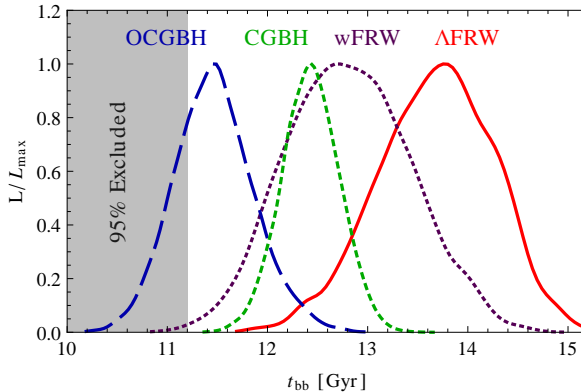 OCGBH CGBH wFRW ΛFRW
95% Excluded
L/L_max
1.2
1.0
0.8
0.6
0.4
0.2
0.0
10 11 12 13 14 15
t_bb [Gyr]